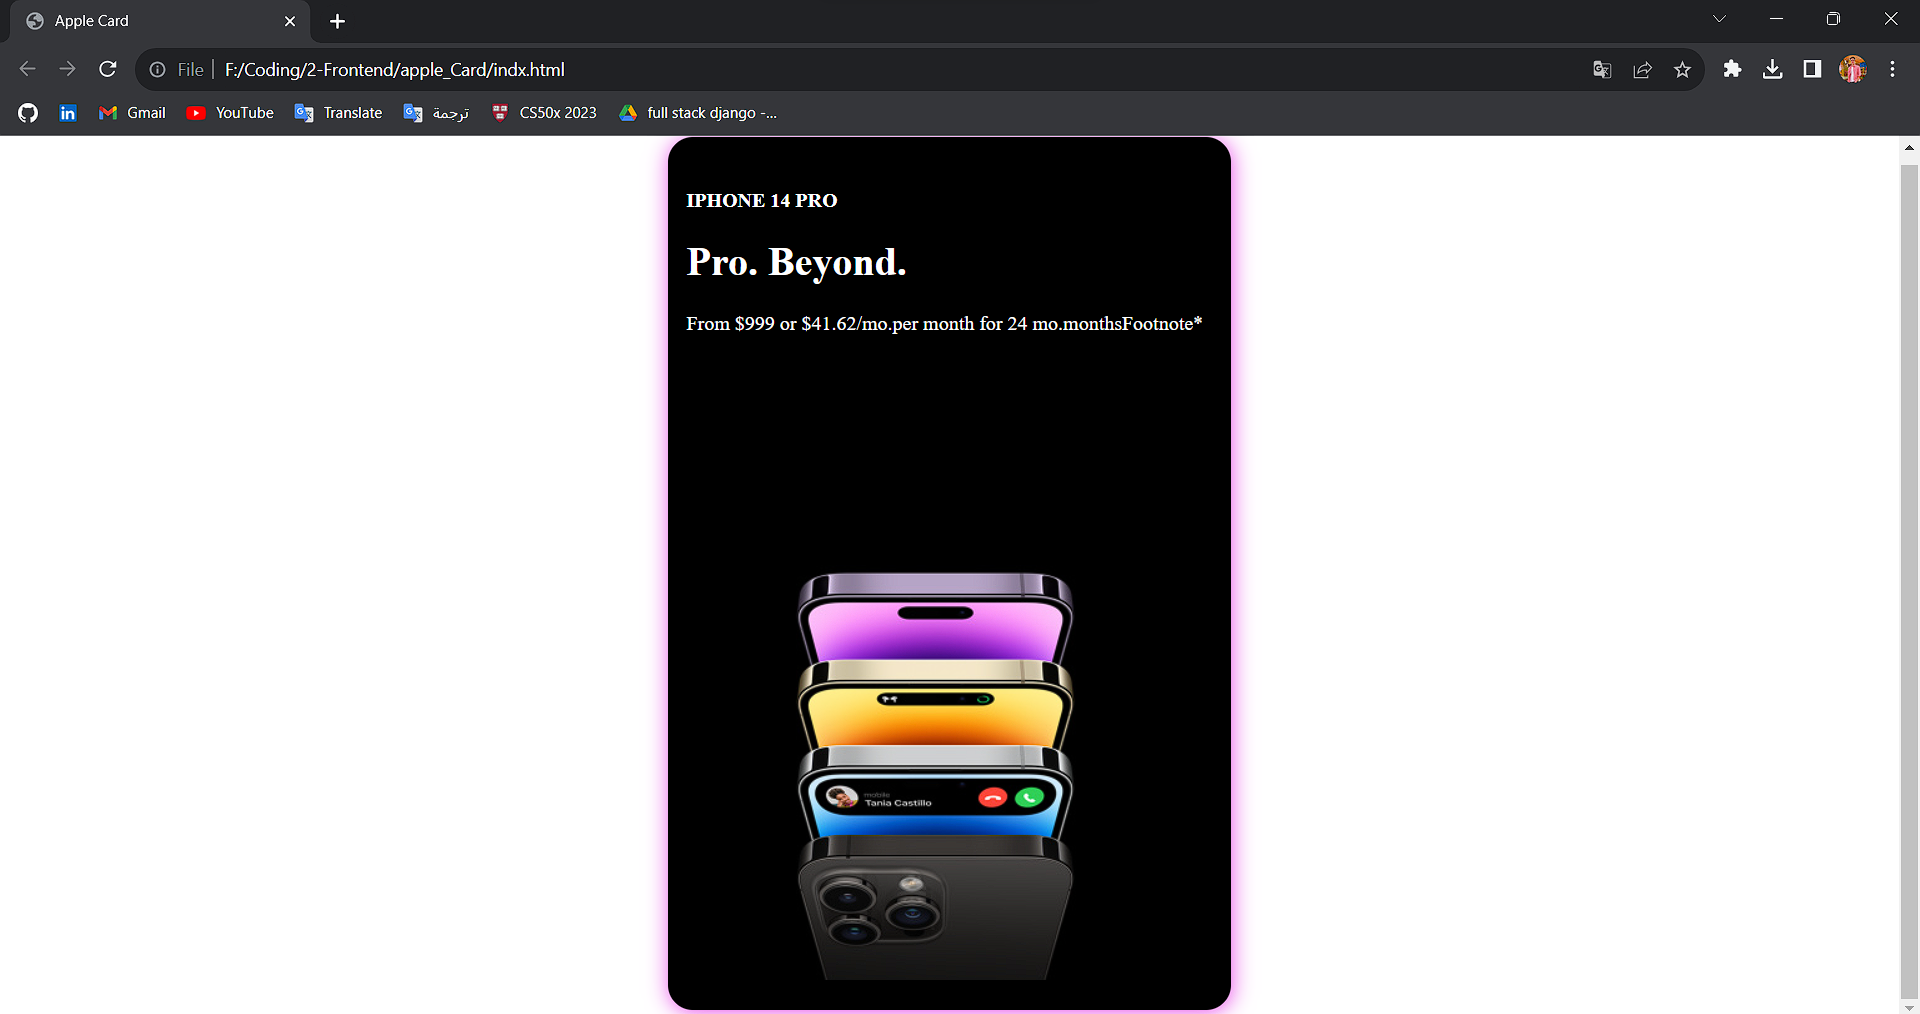 Apple Card
File
F:/Coding/2-Frontend/apple_Card/indx.html
Gmail YouTube Translate ترجمة CS50x 2023 full stack django -...
IPHONE 14 PRO
Pro. Beyond.
From $999 or $41.62/mo.per month for 24 mo.monthsFootnote*
mobile
Tania Castillo